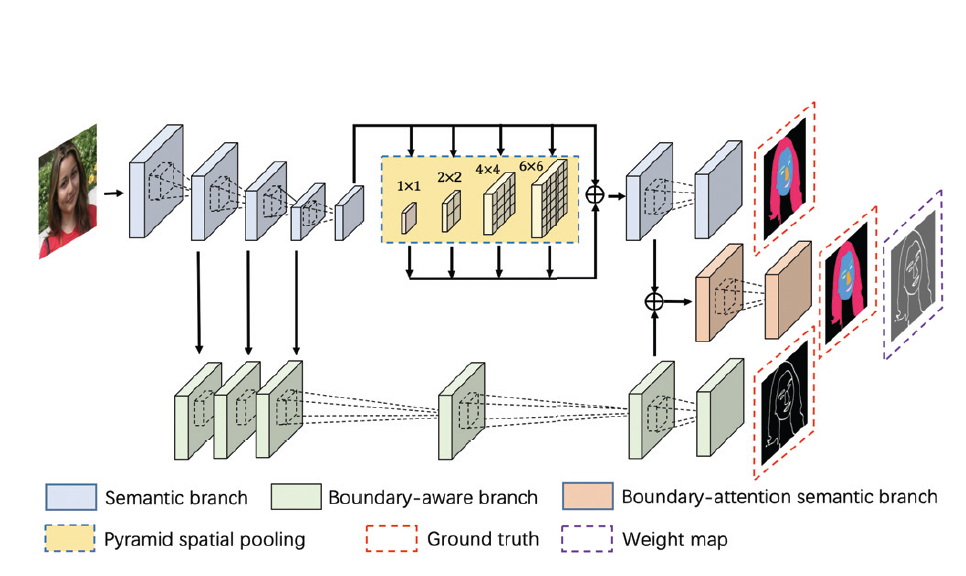 1×1
2×2
4×4
6×6
Semantic branch
Boundary-aware branch
Boundary-attention semantic branch
Pyramid spatial pooling
Ground truth
Weight map